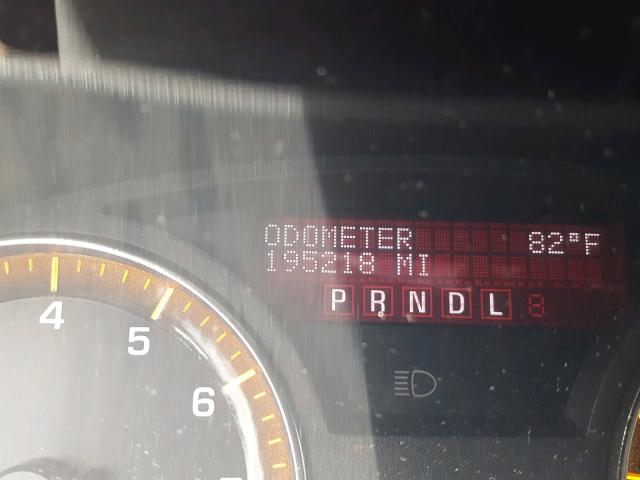 ODOMETER 82°F
195218 MI
P R N D L 8
4
5
6